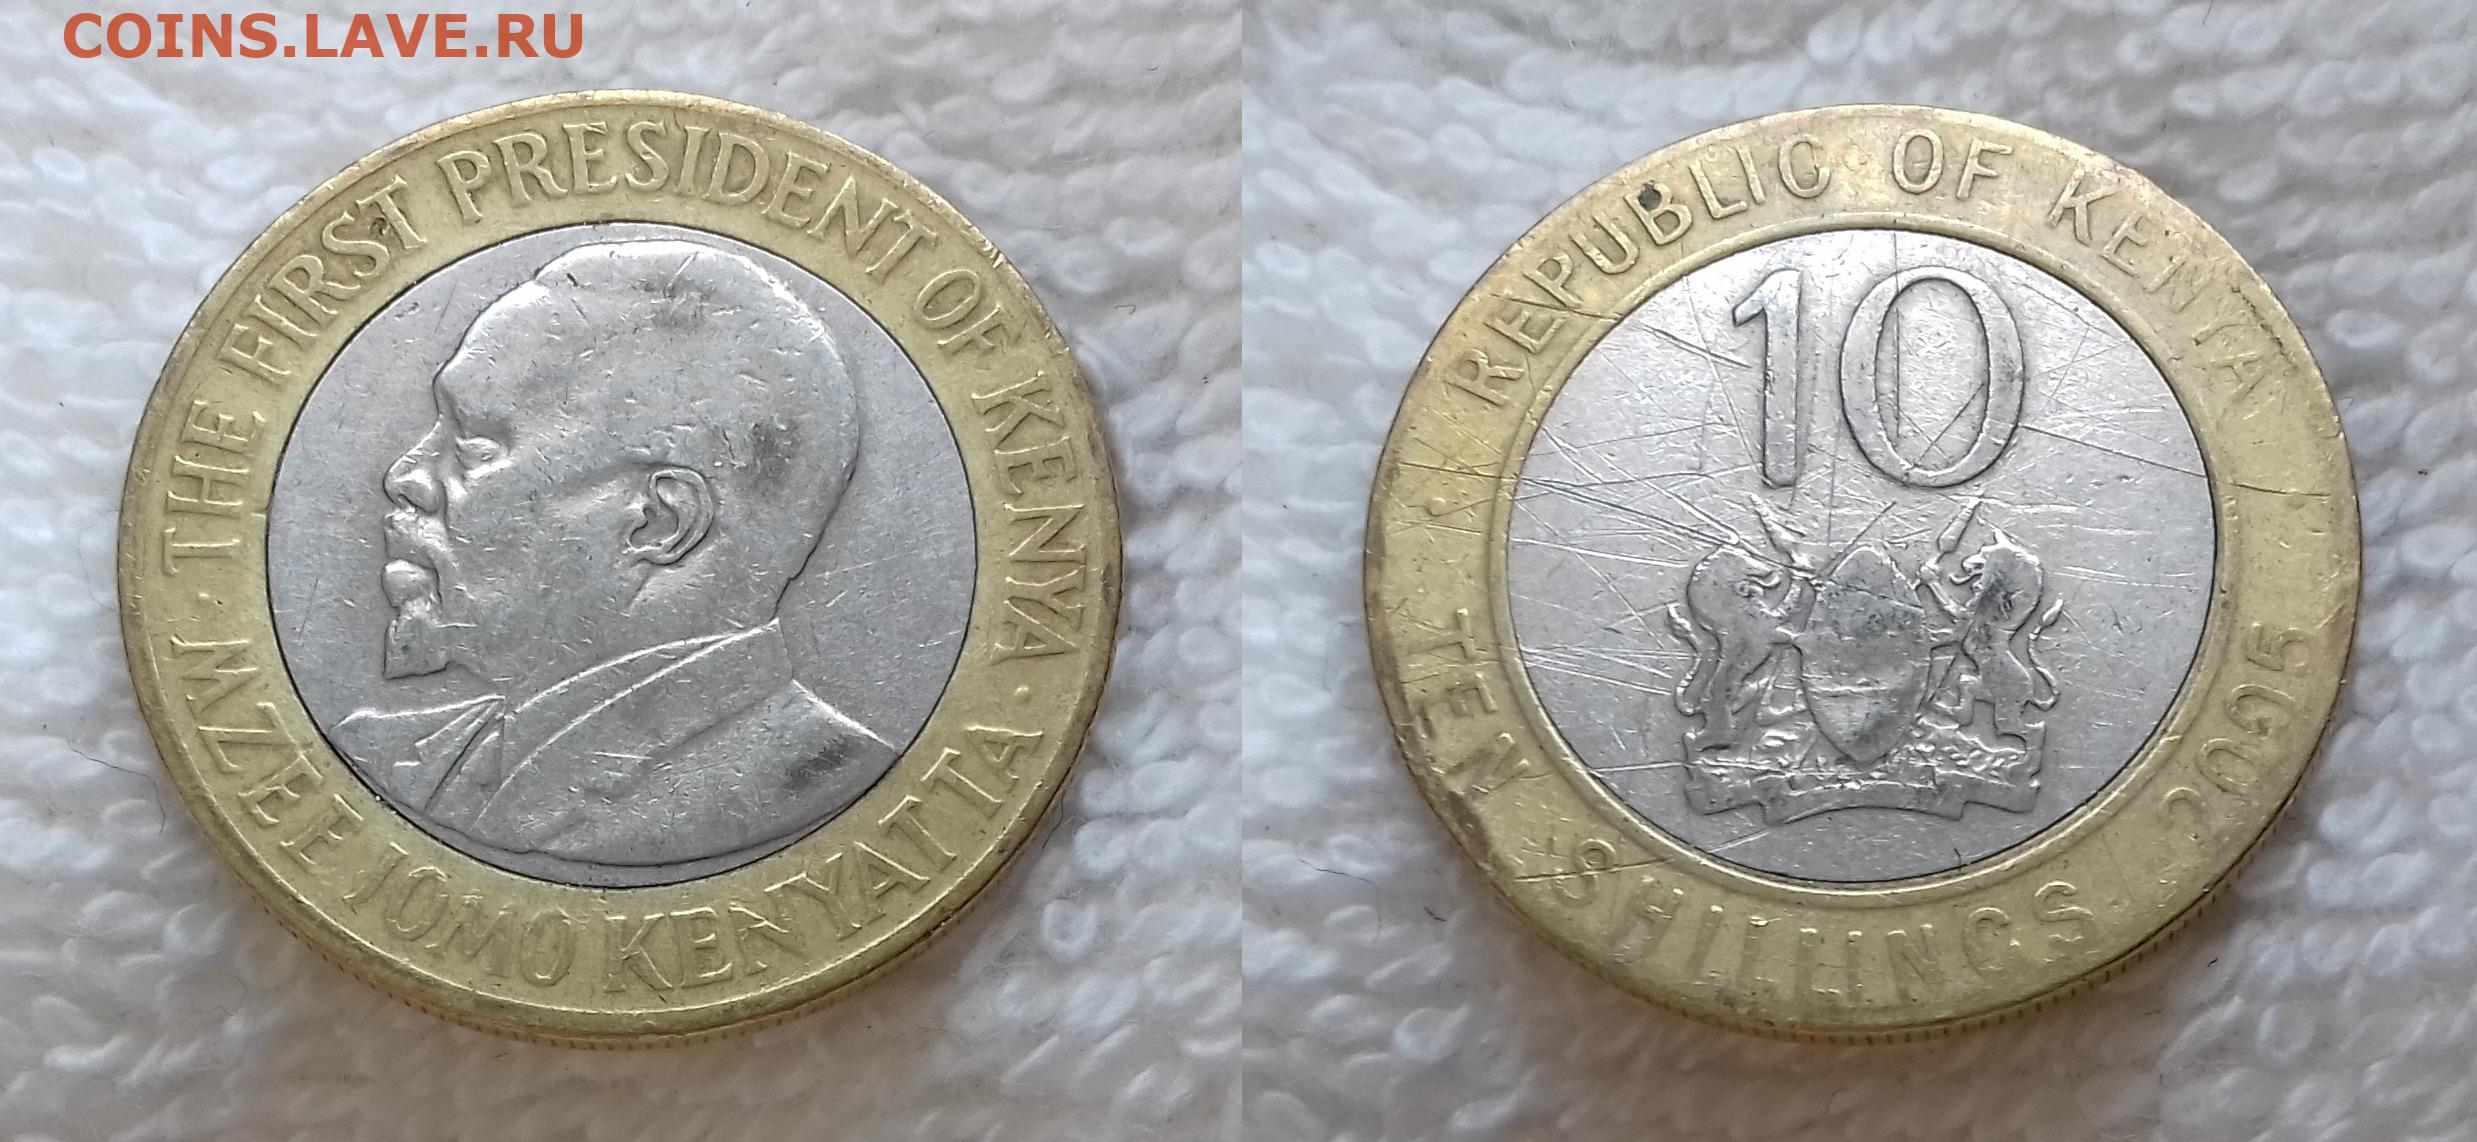 COINS.LAVE.RU
· THE FIRST PRESIDENT OF KENYA ·
MZEE JOMO KENYATTA
REPUBLIC OF KENYA
10
TEN SHILLINGS 2005